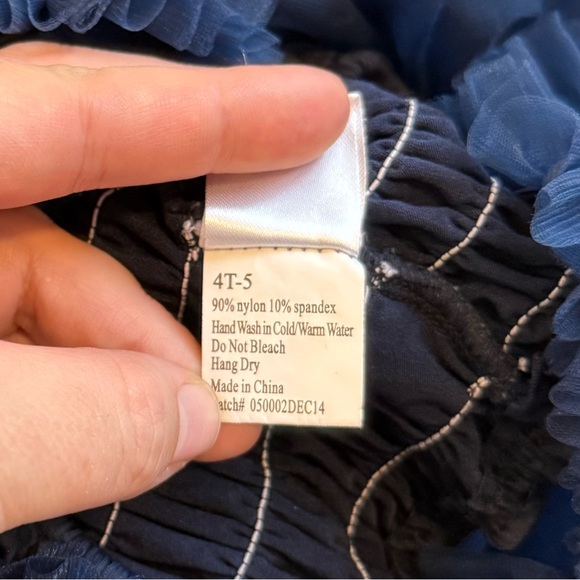 4T-5
90% nylon 10% spandex
Hand Wash in Cold/Warm Water
Do Not Bleach
Hang Dry
Made in China
atch# 050002DEC14